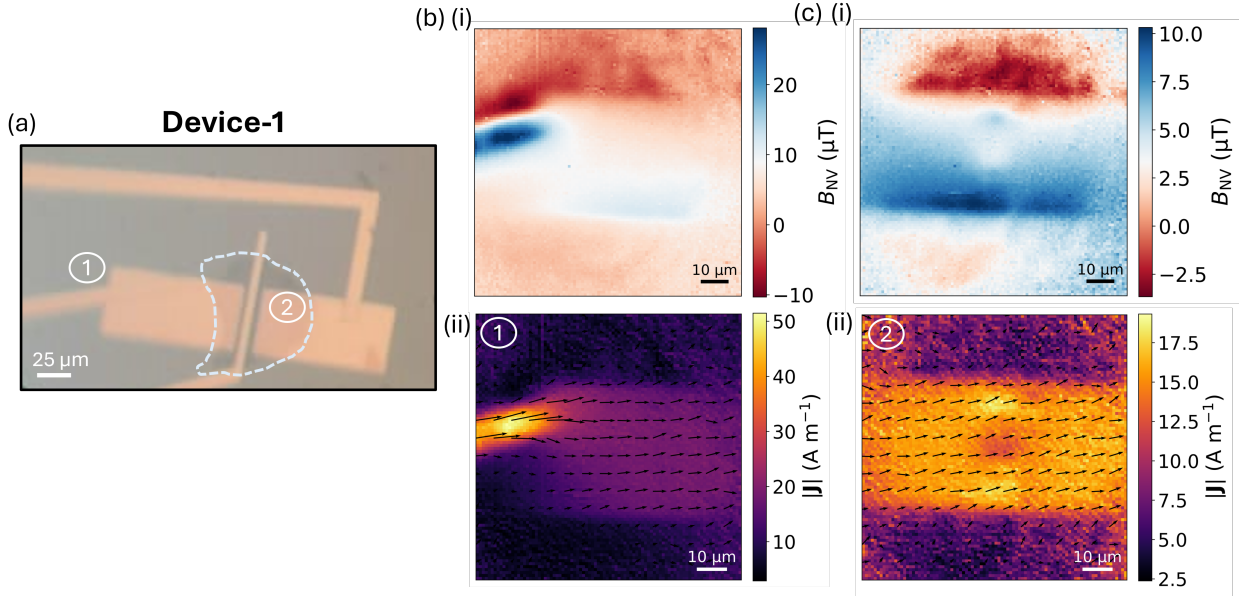 (a)
Device-1
1
2
25 μm
(b) (i)
10 μm
20
10
0
−10
B_NV (μT)
(c) (i)
10 μm
10.0
7.5
5.0
2.5
0.0
−2.5
B_NV (μT)
(ii)
1
10 μm
50
40
30
20
10
|J| (A m⁻¹)
(ii)
2
10 μm
17.5
15.0
12.5
10.0
7.5
5.0
2.5
|J| (A m⁻¹)